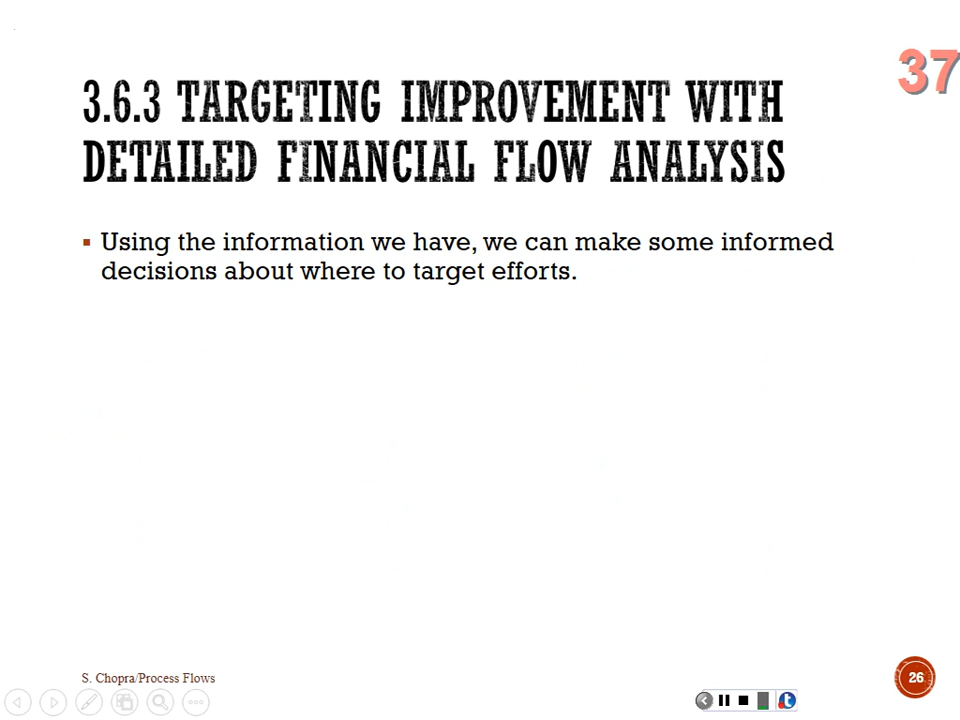 37
3.6.3 TARGETING IMPROVEMENT WITH
DETAILED FINANCIAL FLOW ANALYSIS
Using the information we have, we can make some informed
decisions about where to target efforts.
S. Chopra/Process Flows
26